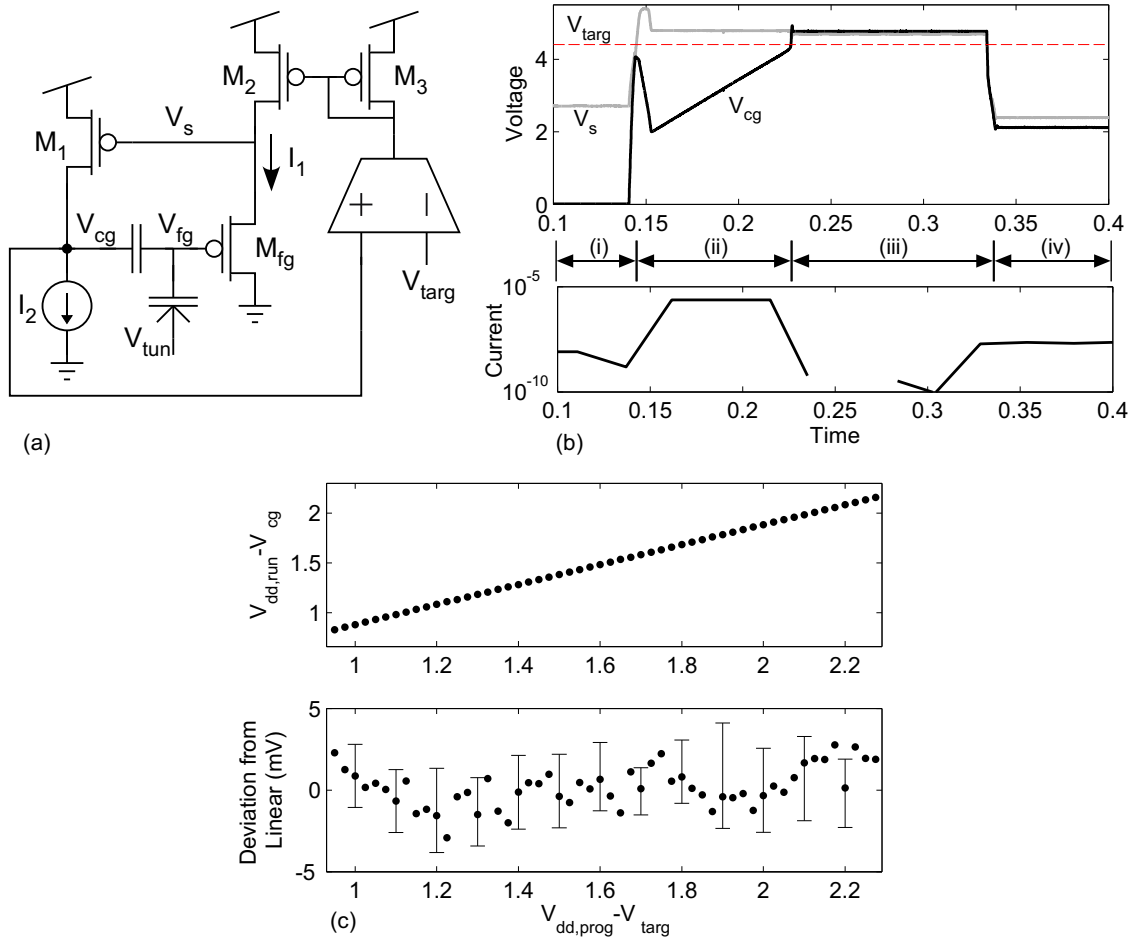 M2
M3
M1
Vs
I1
Vcg
Vfg
Mfg
I2
Vtun
+
−
Vtarg
(a)
Vtarg
Voltage
4
2
0
Vs
Vcg
0.1 0.15 0.2 0.25 0.3 0.35 0.4
(i) (ii) (iii) (iv)
Current
10^-5
10^-10
0.1 0.15 0.2 0.25 0.3 0.35 0.4
(b)
Time
Vdd,run-Vcg
2
1.5
1
1 1.2 1.4 1.6 1.8 2 2.2
Deviation from
Linear (mV)
5
0
-5
1 1.2 1.4 1.6 1.8 2 2.2
(c)
Vdd,prog-Vtarg